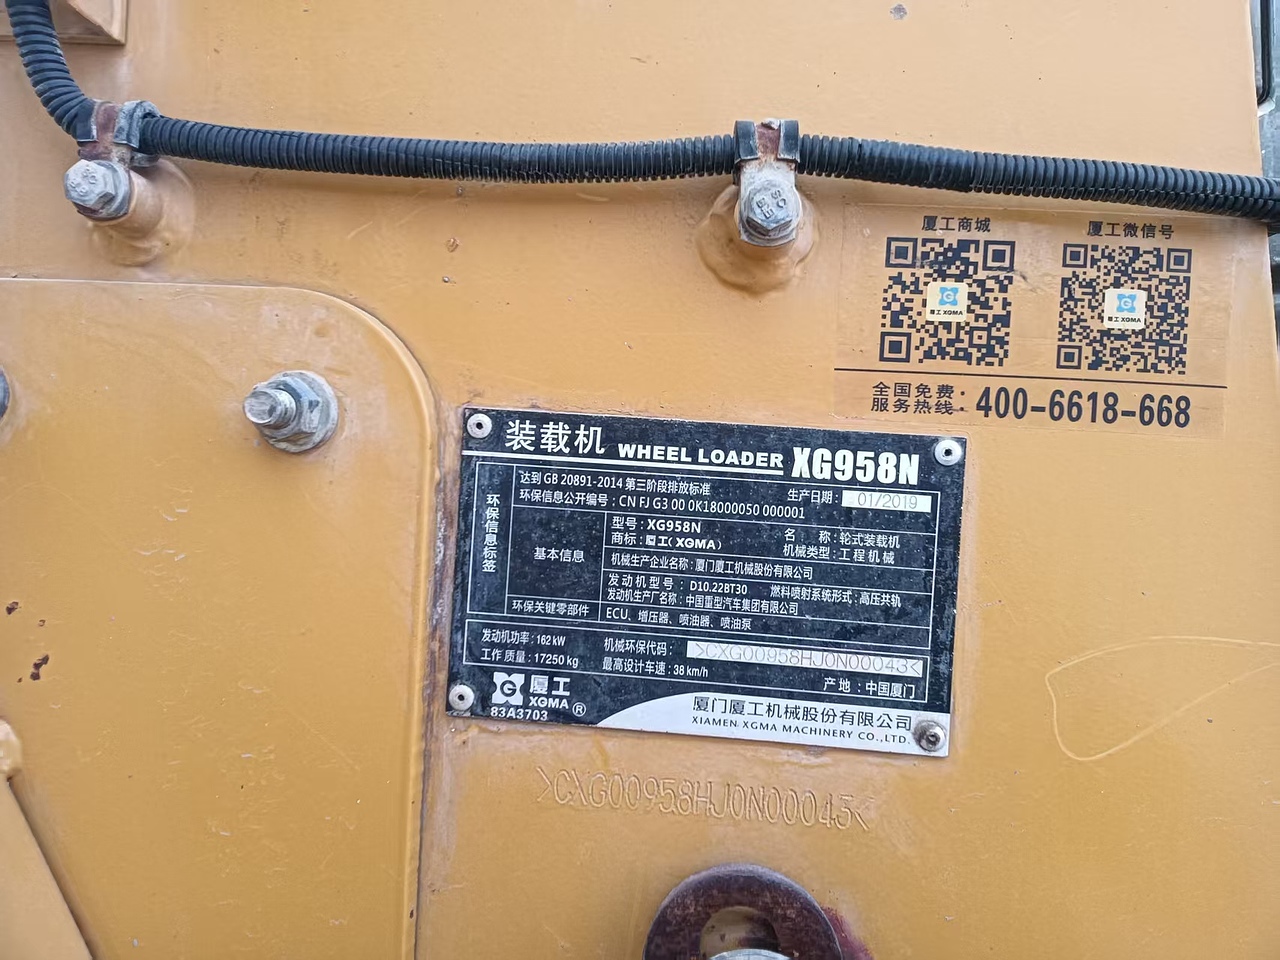 厦工商城
厦工微信号
厦工 XGMA
厦工 XGMA
全国免费
服务热线: 400-6618-668
装载机 WHEEL LOADER XG958N
环保信息标签
达到 GB 20891-2014 第三阶段排放标准
生产日期: 01/2019
环保信息公开编号: CN FJ G3 00 0K18000050 000001
基本信息
型号: XG958N
名 称: 轮式装载机
商标: 厦工(XGMA)
机械类型: 工程机械
机械生产企业名称: 厦门厦工机械股份有限公司
发动机型号: D10.22BT30 燃料喷射系统形式: 高压共轨
发动机生产厂名称: 中国重型汽车集团有限公司
环保关键零部件
ECU、增压器、喷油器、喷油泵
发动机功率: 162 kW
机械环保代码: >CXG00958HJ0N00043<
工作质量: 17250 kg
最高设计车速: 38 km/h
产地: 中国厦门
厦工
XGMA ®
83A3703
厦门厦工机械股份有限公司
XIAMEN XGMA MACHINERY CO.,LTD.
>CXG00958HJ0N00043<